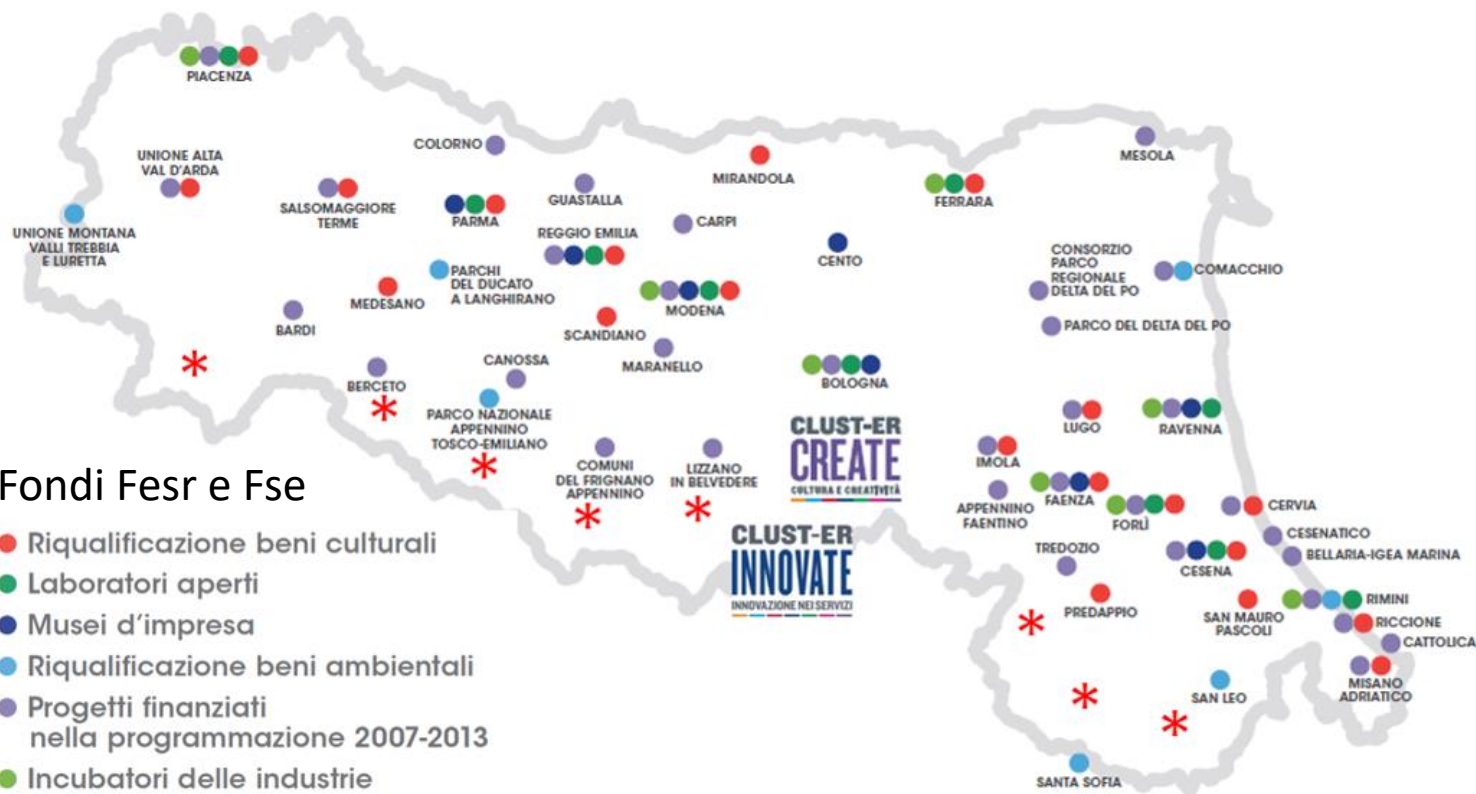 PIACENZA
COLORNO
MESOLA
UNIONE ALTA
VAL D'ARDA
MIRANDOLA
GUASTALLA
FERRARA
SALSOMAGGIORE
TERME
PARMA
CARPI
UNIONE MONTANA
VALLI TREBBIA
E LURETTA
REGGIO EMILIA
CENTO
CONSORZIO
PARCO
REGIONALE
DELTA DEL PO
COMACCHIO
PARCHI
DEL DUCATO
A LANGHIRANO
MEDESANO
MODENA
BARDI
SCANDIANO
PARCO DEL DELTA DEL PO
MARANELLO
CANOSSA
BERCETO
*
BOLOGNA
*
PARCO NAZIONALE
APPENNINO
TOSCO-EMILIANO
*
LUGO
RAVENNA
CLUST-ER
CREATE
CULTURA E CREATIVITÀ
IMOLA
COMUNI
DEL FRIGNANO
APPENNINO
*
LIZZANO
IN BELVEDERE
*
APPENNINO
FAENTINO
FAENZA
FORLÌ
CERVIA
CESENATICO
BELLARIA-IGEA MARINA
CLUST-ER
INNOVATE
INNOVAZIONE NEI SERVIZI
TREDOZIO
CESENA
PREDAPPIO
*
SAN MAURO
PASCOLI
RIMINI
RICCIONE
CATTOLICA
MISANO
ADRIATICO
SAN LEO
*
*
SANTA SOFIA
Fondi Fesr e Fse
Riqualificazione beni culturali
Laboratori aperti
Musei d'impresa
Riqualificazione beni ambientali
Progetti finanziati
nella programmazione 2007-2013
Incubatori delle industrie